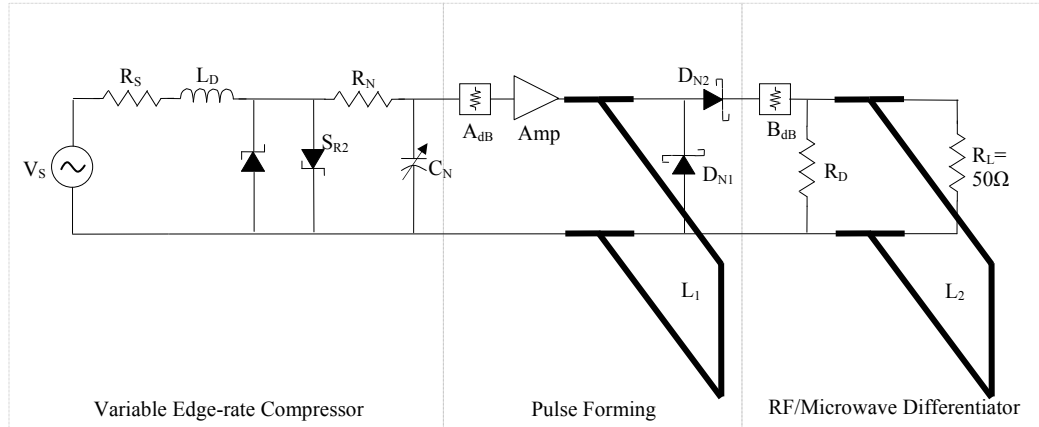 R_S
L_D
R_N
D_N2
S_R2
A_dB
Amp
B_dB
V_S
C_N
D_N1
R_D
R_L=
50Ω
L_1
L_2
Variable Edge-rate Compressor
Pulse Forming
RF/Microwave Differentiator